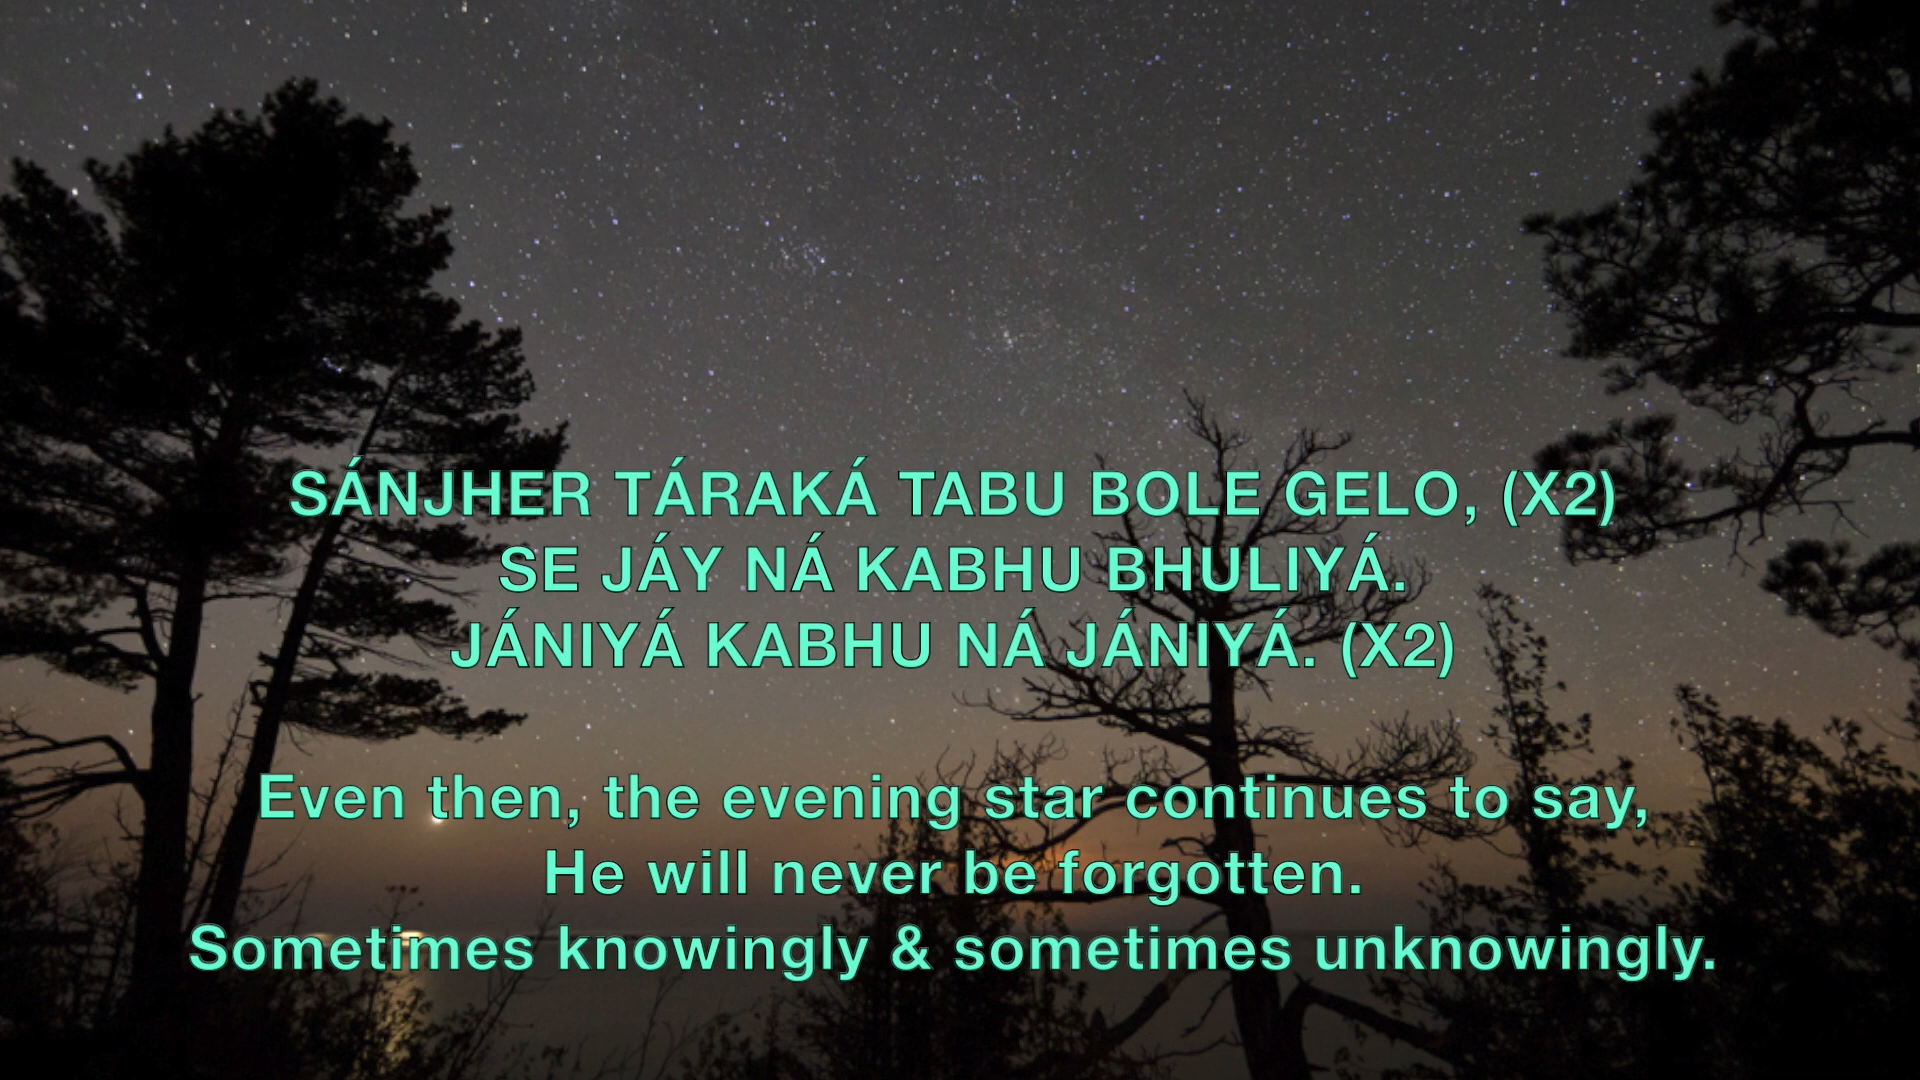 SÁNJHER TÁRAKÁ TABU BOLE GELO, (X2)
SE JÁY NÁ KABHU BHULIYÁ.
JÁNIYÁ KABHU NÁ JÁNIYÁ. (X2)
Even then, the evening star continues to say,
He will never be forgotten.
Sometimes knowingly & sometimes unknowingly.